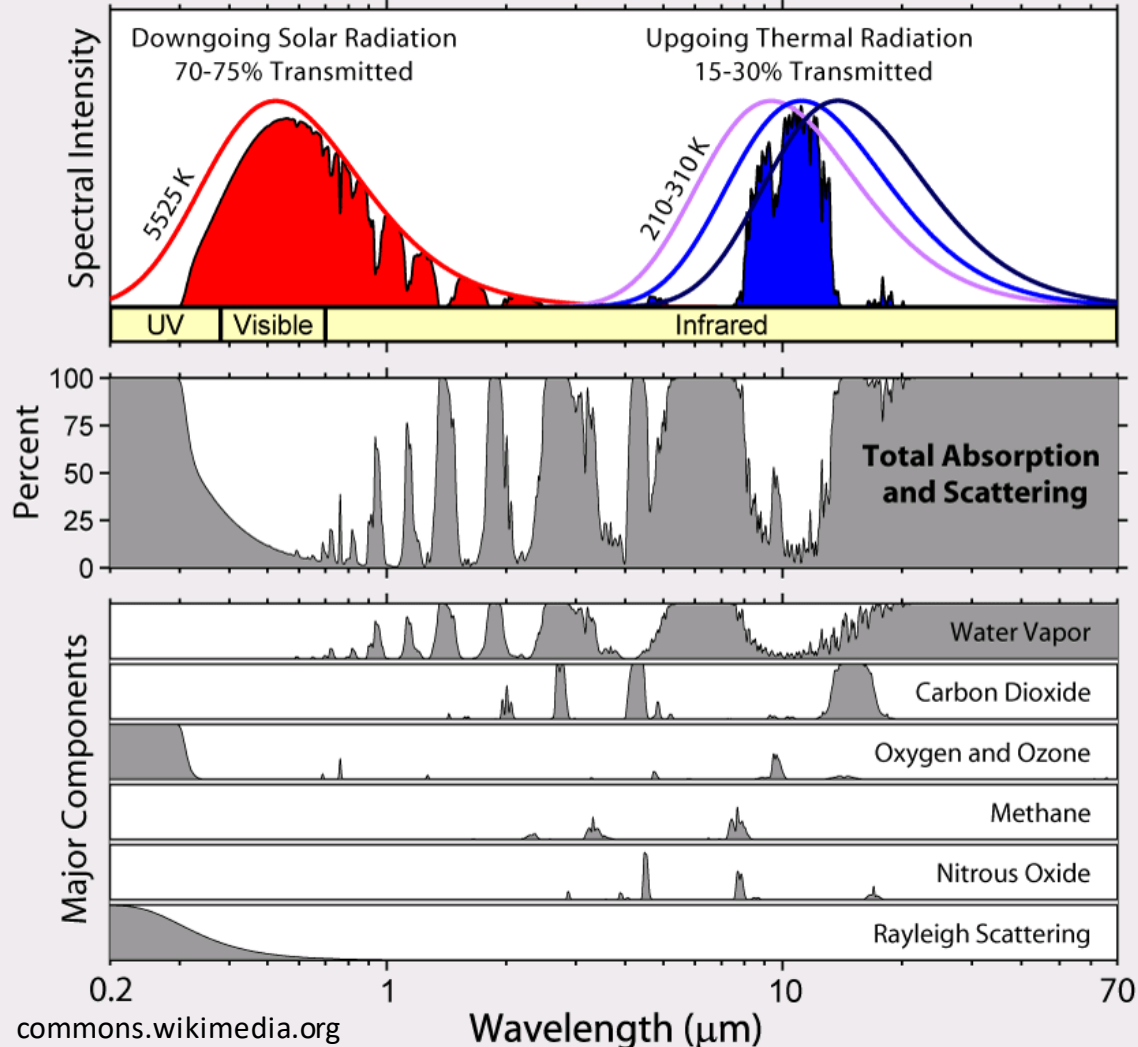 Downgoing Solar Radiation
70-75% Transmitted
Upgoing Thermal Radiation
15-30% Transmitted
Spectral Intensity
5525 K
210-310 K
UV
Visible
Infrared
Percent
100
75
50
25
0
Total Absorption
and Scattering
Major Components
Water Vapor
Carbon Dioxide
Oxygen and Ozone
Methane
Nitrous Oxide
Rayleigh Scattering
0.2
1
10
70
Wavelength (μm)
commons.wikimedia.org